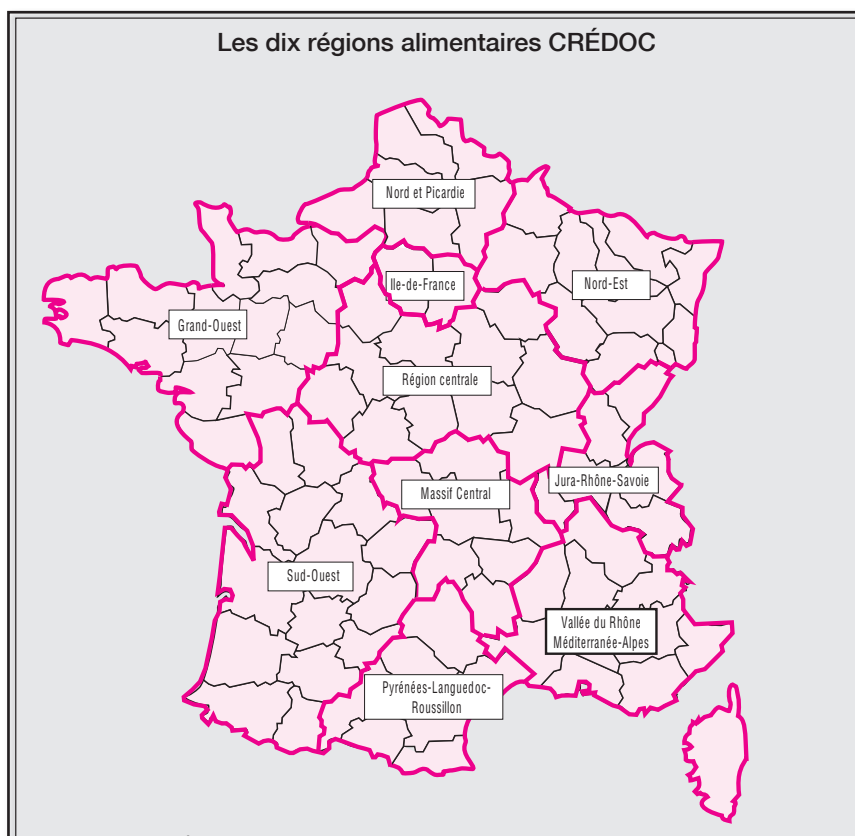 Les dix régions alimentaires CRÉDOC
Nord et Picardie
Ile-de-France
Nord-Est
Grand-Ouest
Région centrale
Jura-Rhône-Savoie
Massif Central
Sud-Ouest
Vallée du Rhône
Méditerranée-Alpes
Pyrénées-Languedoc-
Roussillon